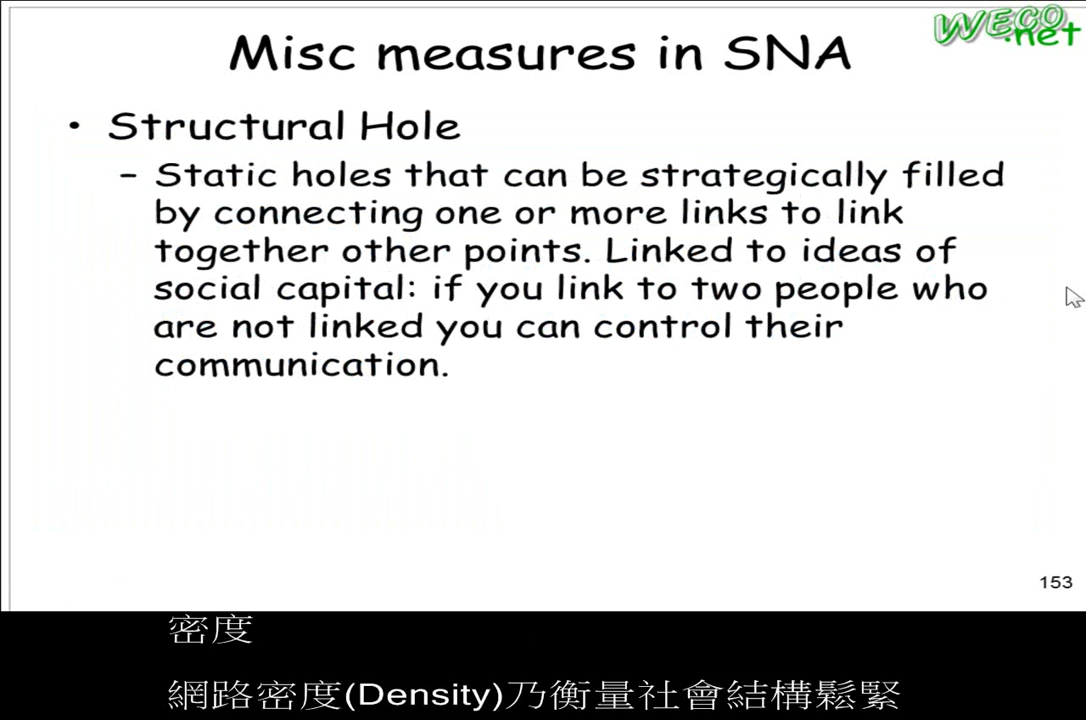 WECO.net
Misc measures in SNA
• Structural Hole
– Static holes that can be strategically filled
by connecting one or more links to link
together other points. Linked to ideas of
social capital: if you link to two people who
are not linked you can control their
communication.
153
密度
網路密度(Density)乃衡量社會結構鬆緊